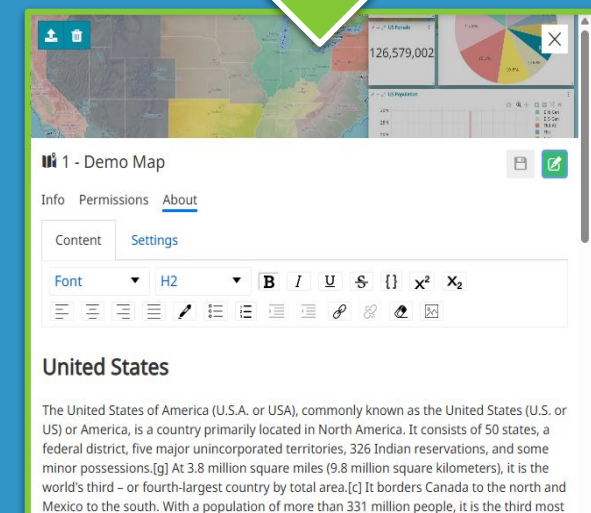 US Female
126,579,002
US Population
1 - Demo Map
Info Permissions About
Content Settings
Font H2 B I U S {} X² X₂
United States
The United States of America (U.S.A. or USA), commonly known as the United States (U.S. or
US) or America, is a country primarily located in North America. It consists of 50 states, a
federal district, five major unincorporated territories, 326 Indian reservations, and some
minor possessions.[g] At 3.8 million square miles (9.8 million square kilometers), it is the
world's third – or fourth-largest country by total area.[c] It borders Canada to the north and
Mexico to the south. With a population of more than 331 million people, it is the third most